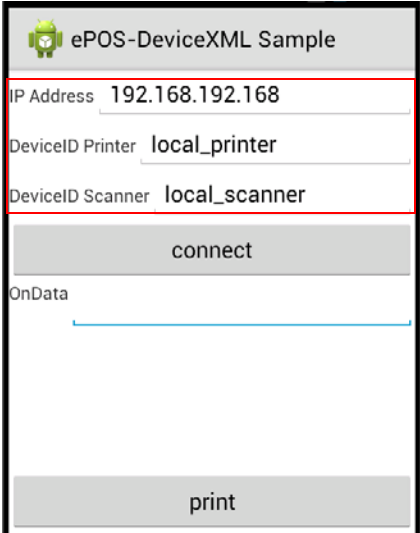 ePOS-DeviceXML Sample
IP Address 192.168.192.168
DeviceID Printer local_printer
DeviceID Scanner local_scanner
connect
OnData
print